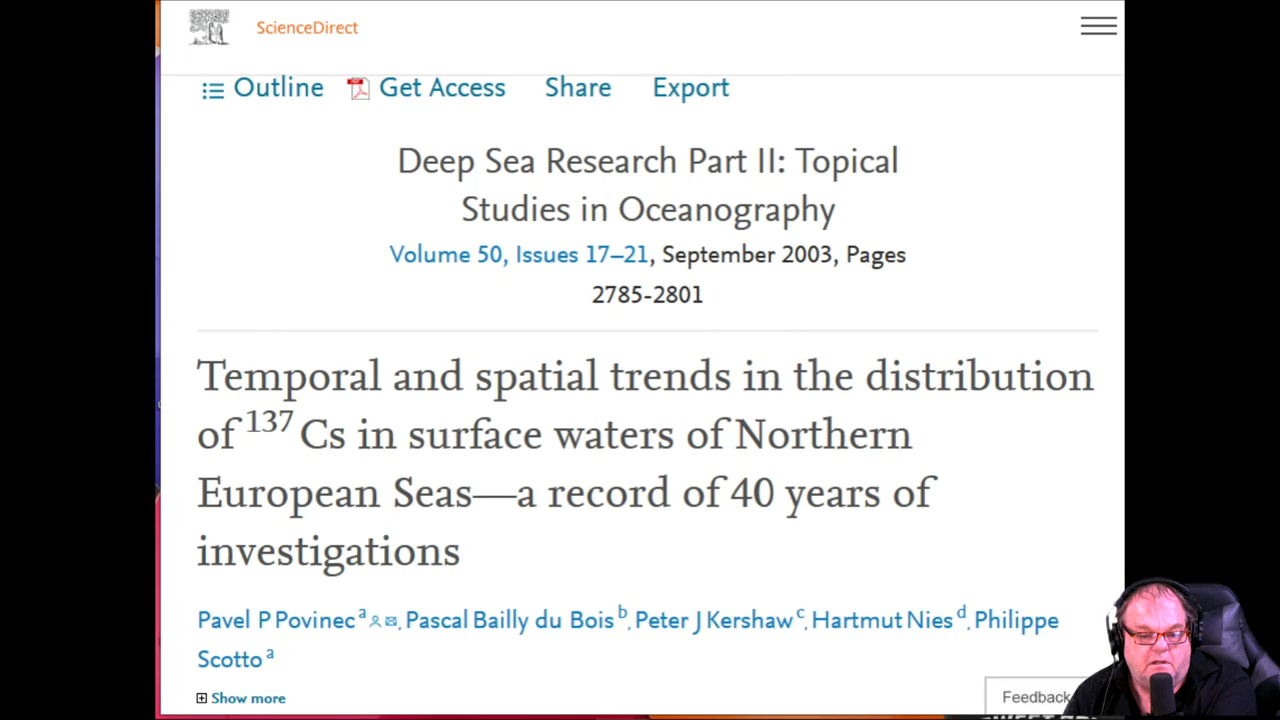 ScienceDirect
Outline Get Access Share Export
Deep Sea Research Part II: Topical
Studies in Oceanography
Volume 50, Issues 17–21, September 2003, Pages
2785-2801
Temporal and spatial trends in the distribution
of ¹³⁷Cs in surface waters of Northern
European Seas—a record of 40 years of
investigations
Pavel P Povinec a, Pascal Bailly du Bois b, Peter J Kershaw c, Hartmut Nies d, Philippe
Scotto a
Show more
Feedback